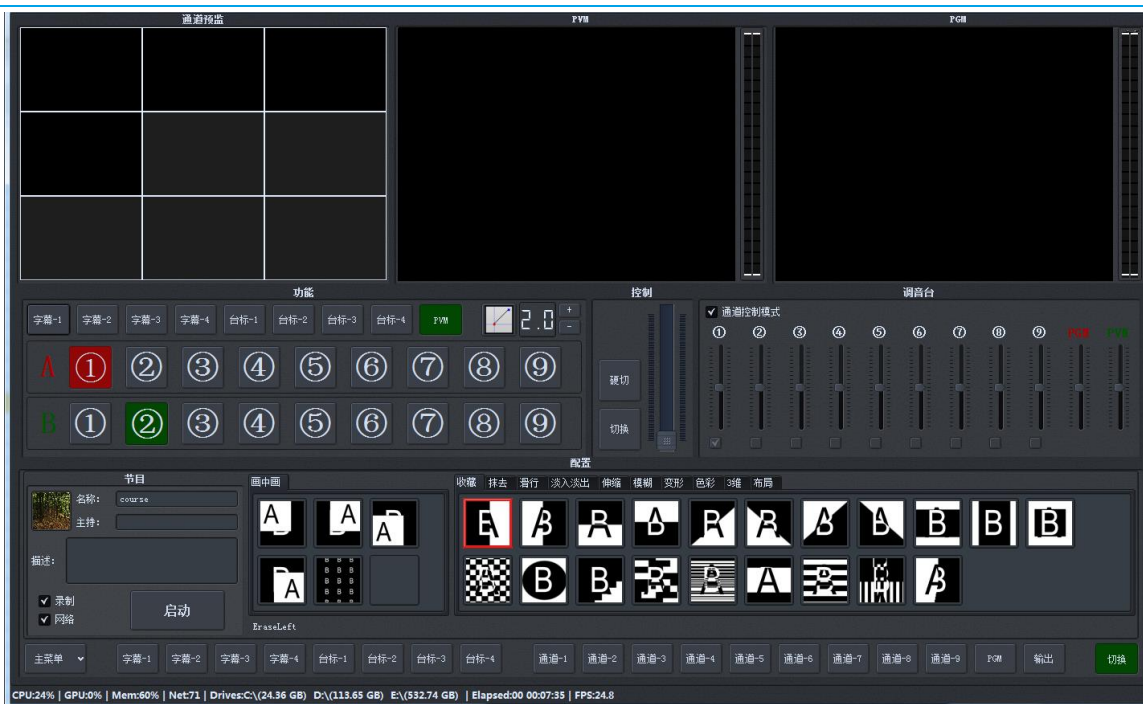 通道预监 PVM PGM
功能 控制 调音台
字幕-1 字幕-2 字幕-3 字幕-4 台标-1 台标-2 台标-3 台标-4 PVM 2.0 + -
通道控制模式
① ② ③ ④ ⑤ ⑥ ⑦ ⑧ ⑨ PGM PVM
A ① ② ③ ④ ⑤ ⑥ ⑦ ⑧ ⑨
硬切
B ① ② ③ ④ ⑤ ⑥ ⑦ ⑧ ⑨
切换
配置
节目 画中画 收藏 抹去 滑行 淡入淡出 伸缩 模糊 变形 色彩 3维 布局
名称: course
主持:
描述:
A A A
A B B B B B B B B B B B B
B B B B B B B B B B B
B B B A B B
录制
网络
启动
EraseLeft
主菜单 字幕-1 字幕-2 字幕-3 字幕-4 台标-1 台标-2 台标-3 台标-4 通道-1 通道-2 通道-3 通道-4 通道-5 通道-6 通道-7 通道-8 通道-9 PGM 输出 切换
CPU:24% | GPU:0% | Mem:60% | Net:71 | Drives:C:\(24.36 GB) D:\(113.65 GB) E:\(532.74 GB) | Elapsed:00 00:07:35 | FPS:24.8